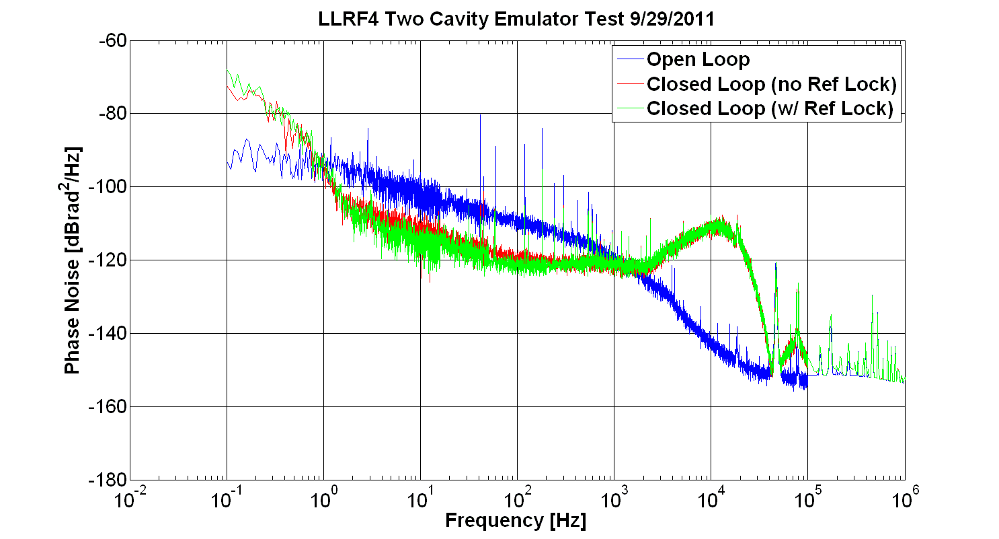 LLRF4 Two Cavity Emulator Test 9/29/2011
Open Loop
Closed Loop (no Ref Lock)
Closed Loop (w/ Ref Lock)
Phase Noise [dBrad²/Hz]
-60
-80
-100
-120
-140
-160
-180
10⁻² 10⁻¹ 10⁰ 10¹ 10² 10³ 10⁴ 10⁵ 10⁶
Frequency [Hz]